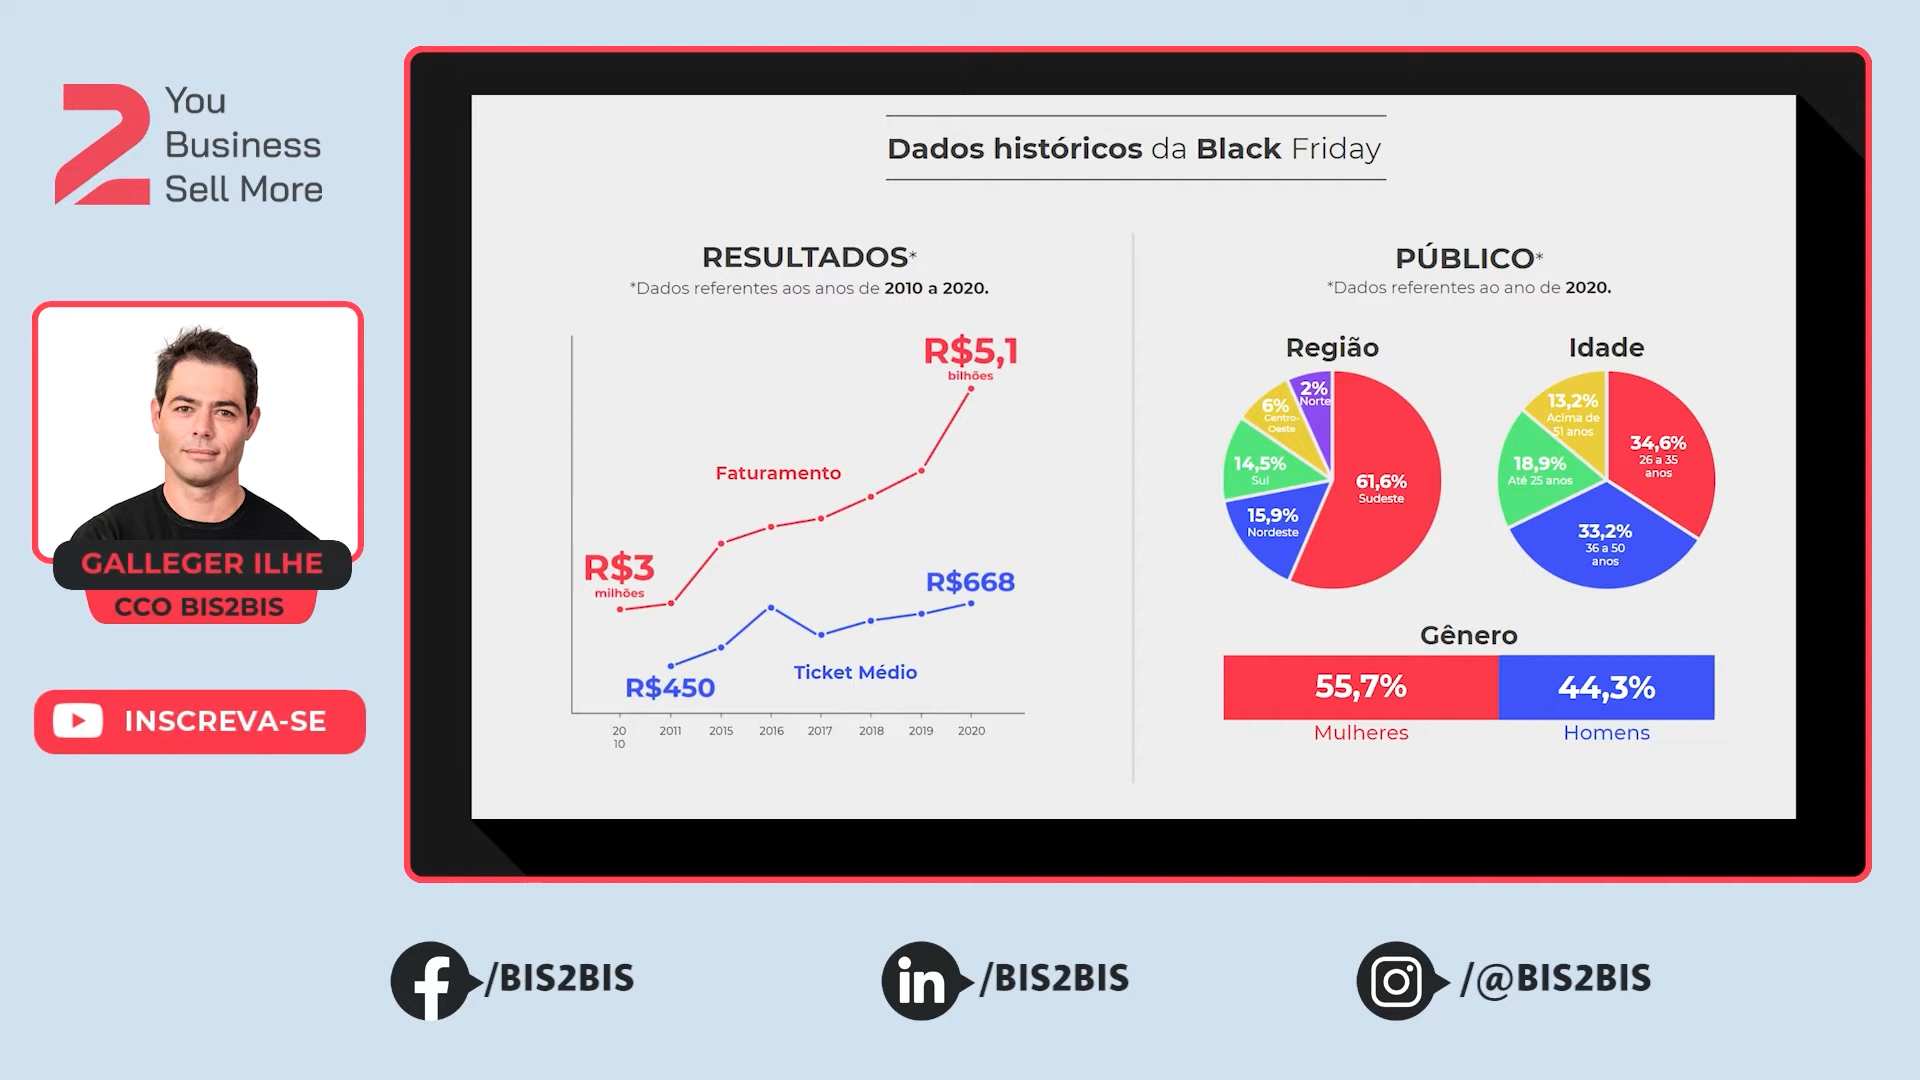 You
Business
Sell More
GALLEGER ILHE
CCO BIS2BIS
INSCREVA-SE
Dados históricos da Black Friday
RESULTADOS*
*Dados referentes aos anos de 2010 a 2020.
R$5,1
bilhões
Faturamento
R$3
milhões
R$668
Ticket Médio
R$450
20
10
2011
2015
2016
2017
2018
2019
2020
PÚBLICO*
*Dados referentes ao ano de 2020.
Região
2%
Norte
6%
Centro-
Oeste
14,5%
Sul
61,6%
Sudeste
15,9%
Nordeste
Idade
13,2%
Acima de
51 anos
34,6%
26 a 35
anos
18,9%
Até 25 anos
33,2%
36 a 50
anos
Gênero
55,7%
44,3%
Mulheres
Homens
/BIS2BIS
/BIS2BIS
/@BIS2BIS